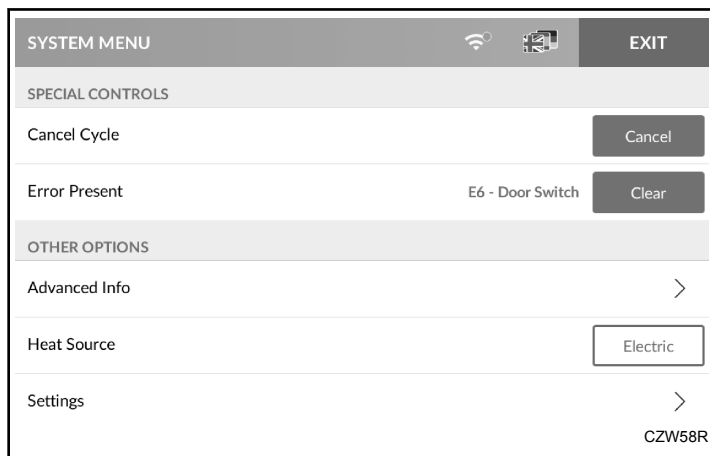 SYSTEM MENU EXIT
SPECIAL CONTROLS
Cancel Cycle Cancel
Error Present E6 - Door Switch Clear
OTHER OPTIONS
Advanced Info
Heat Source Electric
Settings
CZW58R